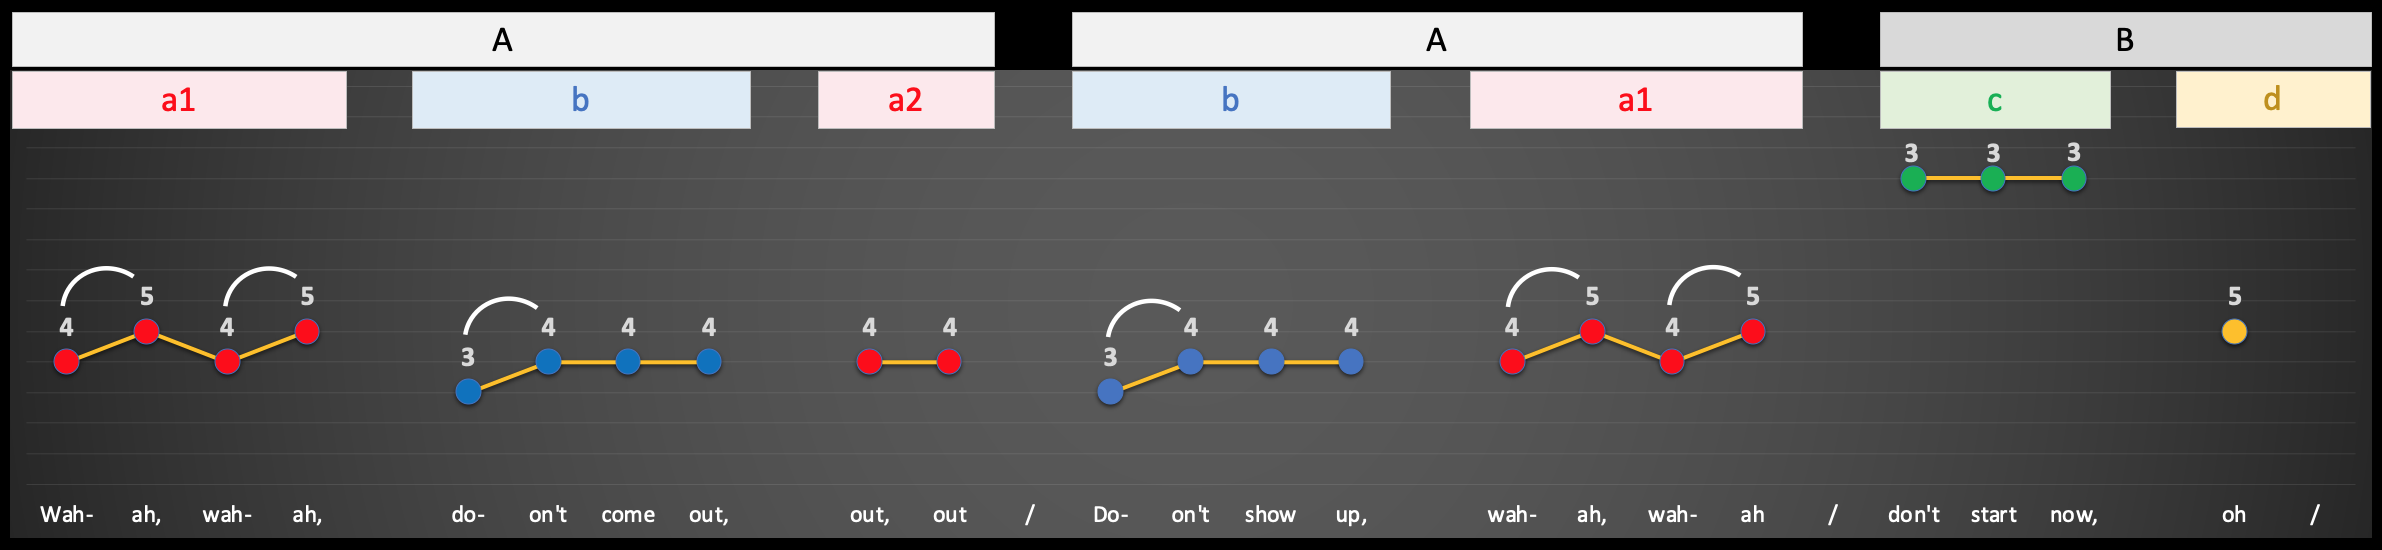 A A B
a1 b a2 b a1 c d
3 3 3
5 5 5 5 5
4 4 4 4 4 4 4 4 4 4 4 4
3 3
Wah- ah, wah- ah, do- on't come out, out, out / Do- on't show up, wah- ah, wah- ah / don't start now, oh /